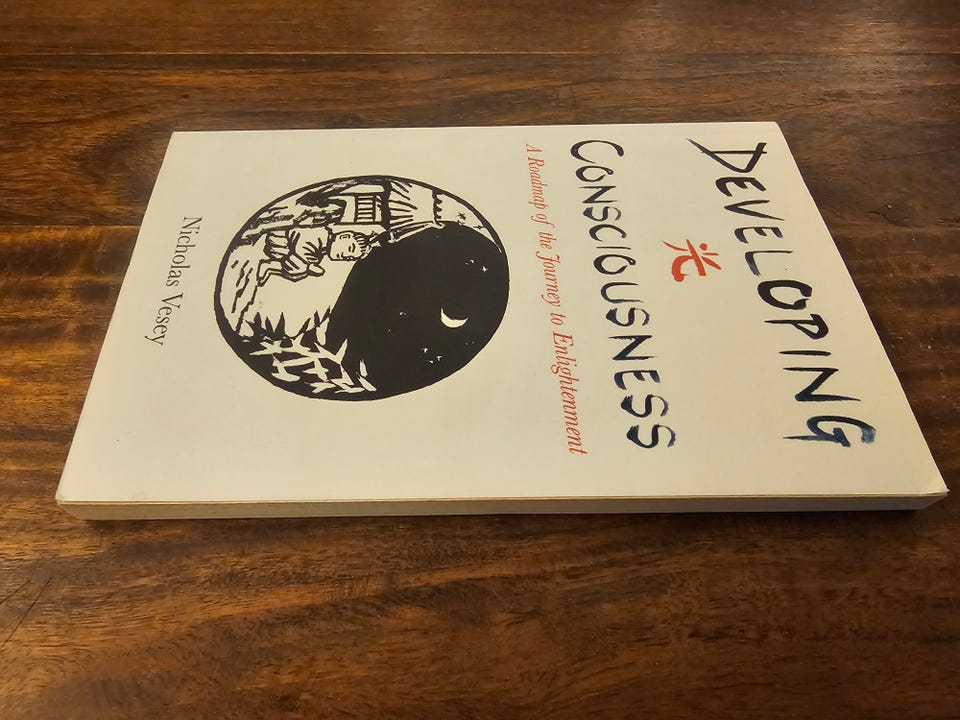 DEVELOPING
光
CONSCIOUSNESS
A Roadmap of the Journey to Enlightenment
Nicholas Vesey